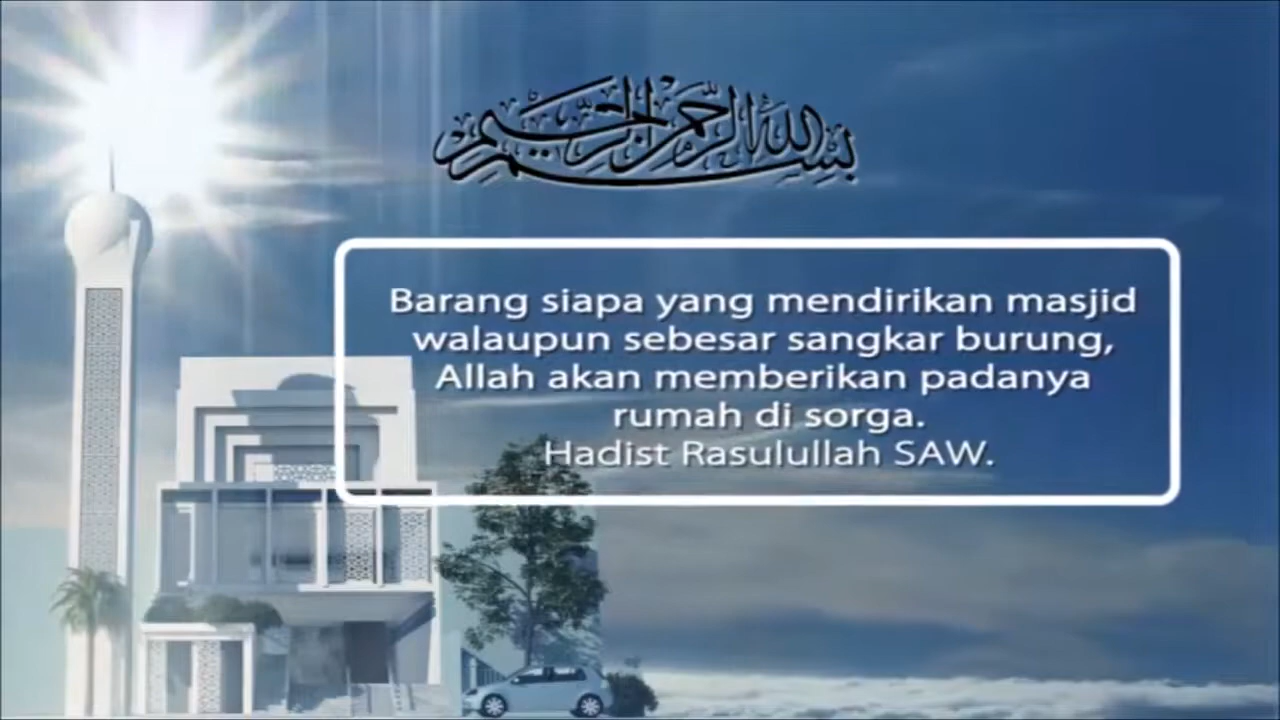 بسم الله الرحمن الرحيم
Barang siapa yang mendirikan masjid
walaupun sebesar sangkar burung,
Allah akan memberikan padanya
rumah di sorga.
Hadist Rasulullah SAW.